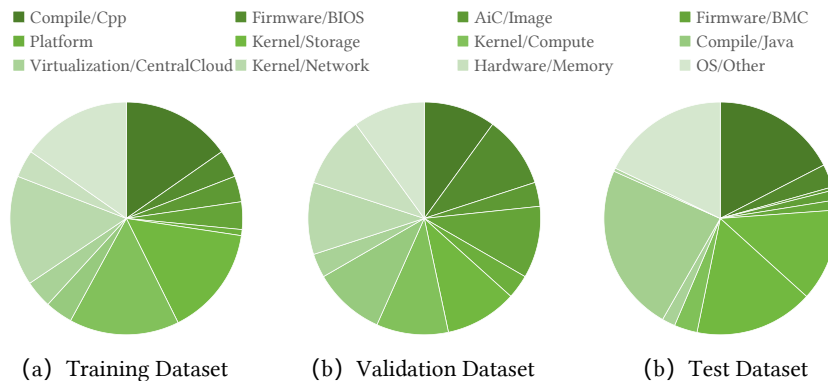 Compile/Cpp Firmware/BIOS AiC/Image Firmware/BMC
Platform Kernel/Storage Kernel/Compute Compile/Java
Virtualization/CentralCloud Kernel/Network Hardware/Memory OS/Other
(a) Training Dataset (b) Validation Dataset (b) Test Dataset